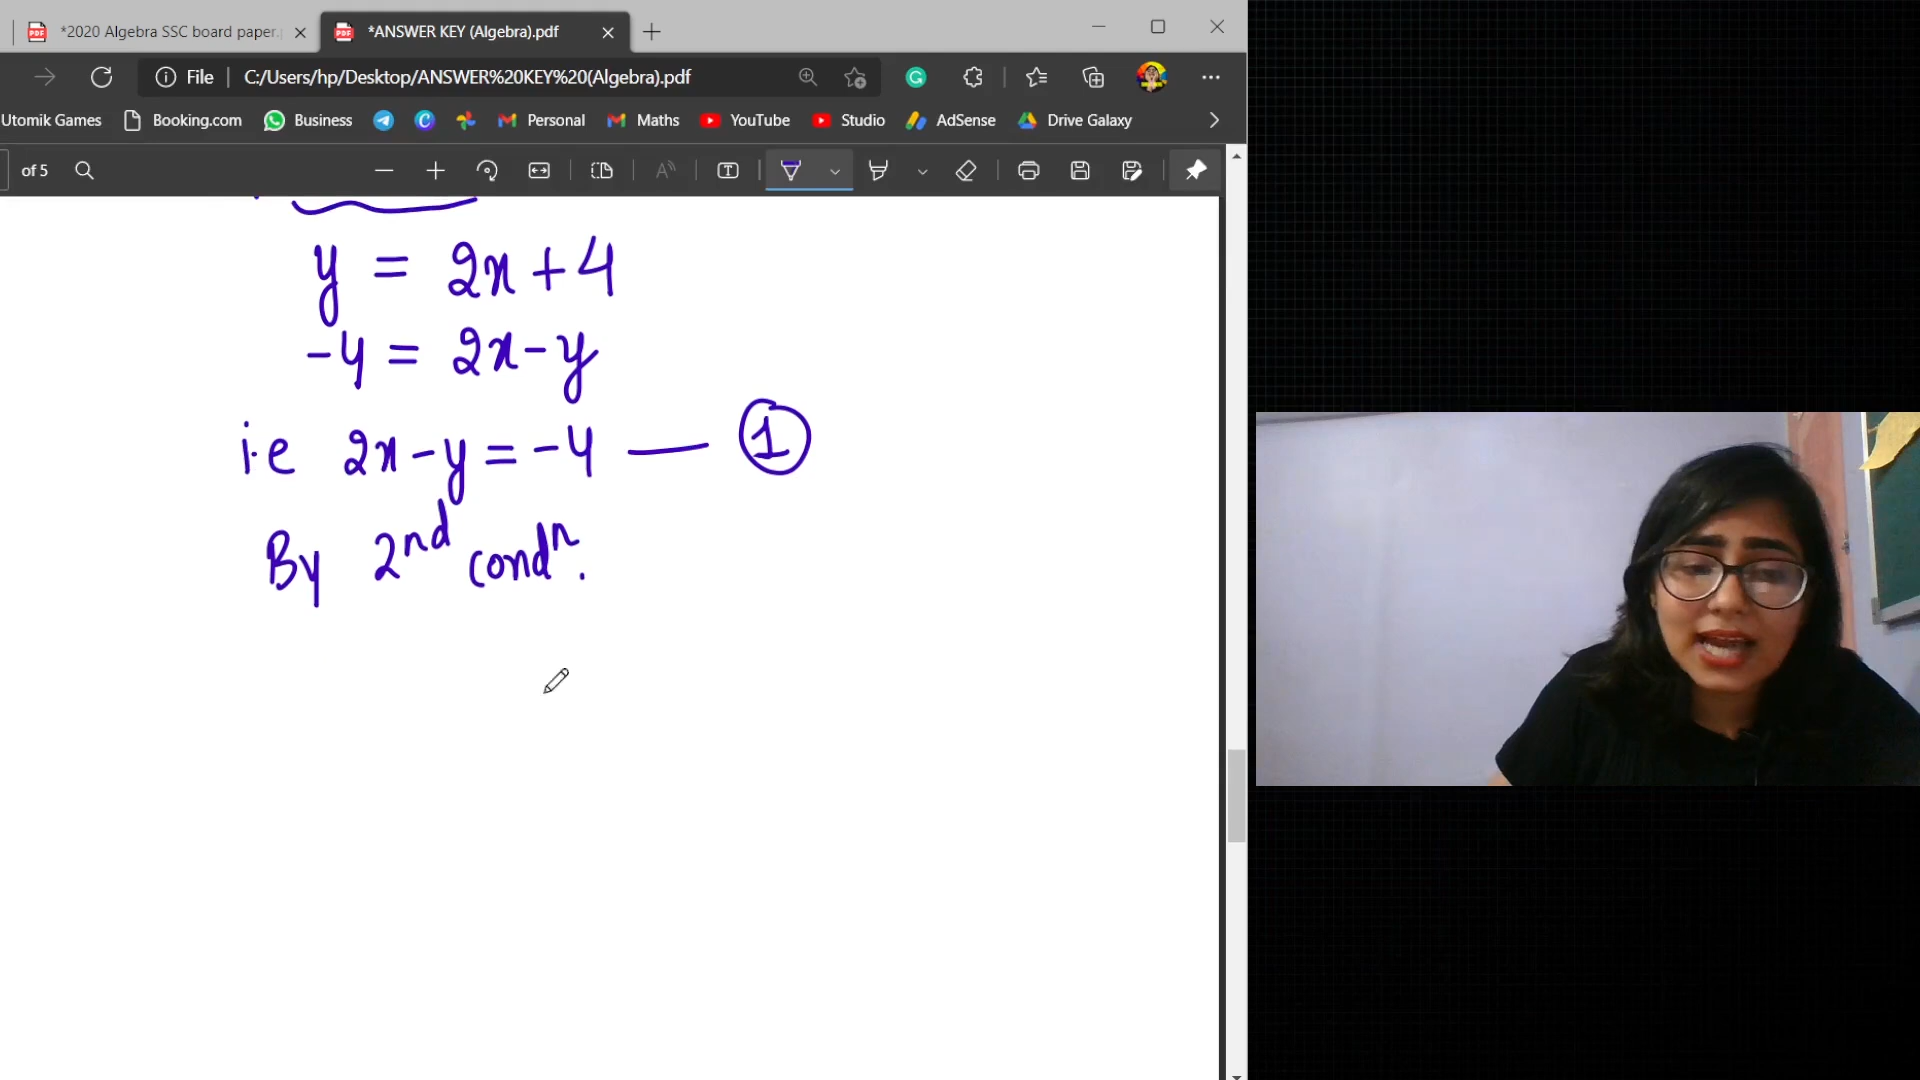 *2020 Algebra SSC board paper.p
*ANSWER KEY (Algebra).pdf
File
C:/Users/hp/Desktop/ANSWER%20KEY%20(Algebra).pdf
Utomik Games
Booking.com
Business
Personal
Maths
YouTube
Studio
AdSense
Drive Galaxy
of 5
y = 2x + 4
-4 = 2x - y
i.e 2x - y = -4 — 1
By 2nd condn.